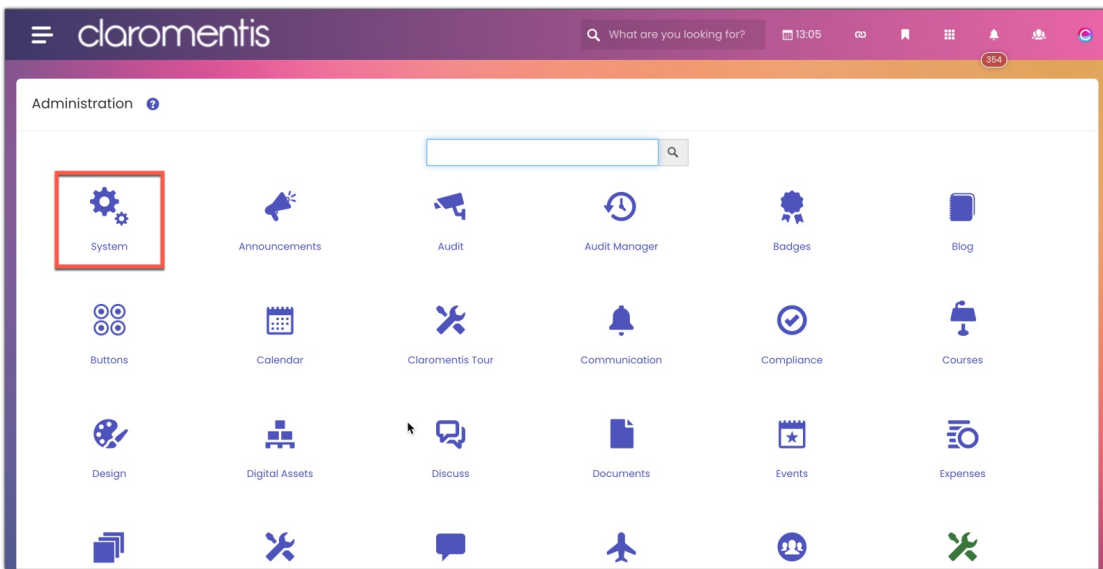 claromentis
What are you looking for?
13:05
354
Administration ?
System
Announcements
Audit
Audit Manager
Badges
Blog
Buttons
Calendar
Claromentis Tour
Communication
Compliance
Courses
Design
Digital Assets
Discuss
Documents
Events
Expenses